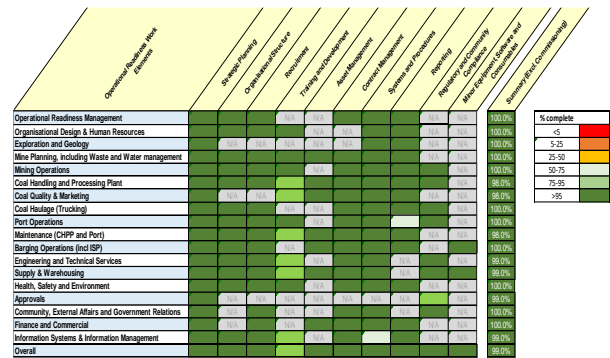 Operational Readiness Work Elements
Strategic Planning
Organisational Structure
Recruitment
Training and Development
Asset Management
Contract Management
Systems and Procedures
Reporting
Regulatory and Community Compliance
Minor Equipment, Software and Consumables
Summary (Excl. Commissioning)
Operational Readiness Management N/A N/A N/A N/A 100.0%
Organisational Design & Human Resources N/A N/A N/A N/A 100.0%
Exploration and Geology N/A N/A N/A N/A N/A N/A N/A 100.0%
Mine Planning, including Waste and Water management N/A N/A 100.0%
Mining Operations N/A N/A 100.0%
Coal Handling and Processing Plant N/A 98.0%
Coal Quality & Marketing N/A N/A N/A N/A 98.0%
Coal Haulage (Trucking) N/A N/A N/A 100.0%
Port Operations N/A N/A 100.0%
Maintenance (CHPP and Port) N/A N/A 98.0%
Barging Operations (incl ISP) N/A N/A 100.0%
Engineering and Technical Services N/A N/A N/A 99.0%
Supply & Warehousing N/A N/A 99.0%
Health, Safety and Environment N/A N/A 100.0%
Approvals N/A N/A N/A N/A N/A N/A N/A N/A 99.0%
Community, External Affairs and Government Relations N/A N/A N/A N/A 99.0%
Finance and Commercial N/A N/A N/A 100.0%
Information Systems & Information Management N/A N/A N/A 99.0%
Overall 99.0%
% complete
<5
5-25
25-50
50-75
75-95
>95